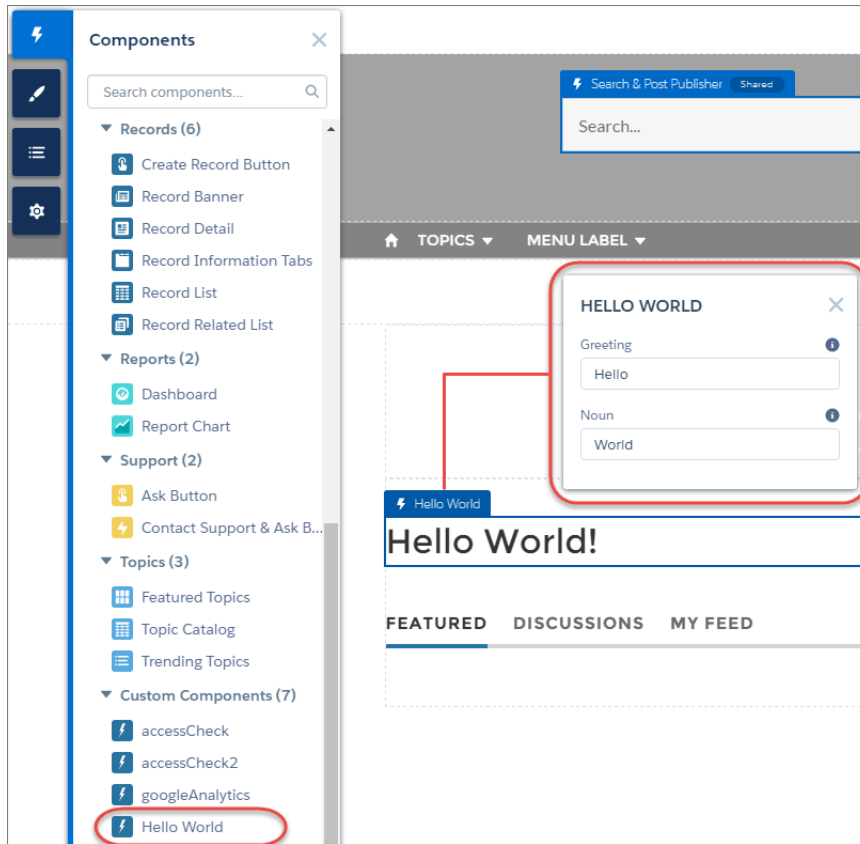 Components
Search components...
Records (6)
Create Record Button
Record Banner
Record Detail
Record Information Tabs
Record List
Record Related List
Reports (2)
Dashboard
Report Chart
Support (2)
Ask Button
Contact Support & Ask B...
Topics (3)
Featured Topics
Topic Catalog
Trending Topics
Custom Components (7)
accessCheck
accessCheck2
googleAnalytics
Hello World
Search & Post Publisher Shared
Search...
TOPICS MENU LABEL
HELLO WORLD
Greeting
Hello
Noun
World
Hello World
Hello World!
FEATURED DISCUSSIONS MY FEED